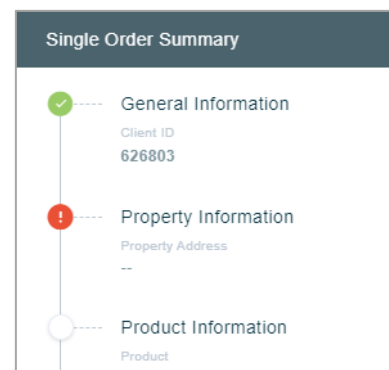 Single Order Summary
General Information
Client ID
626803
Property Information
Property Address
--
Product Information
Product